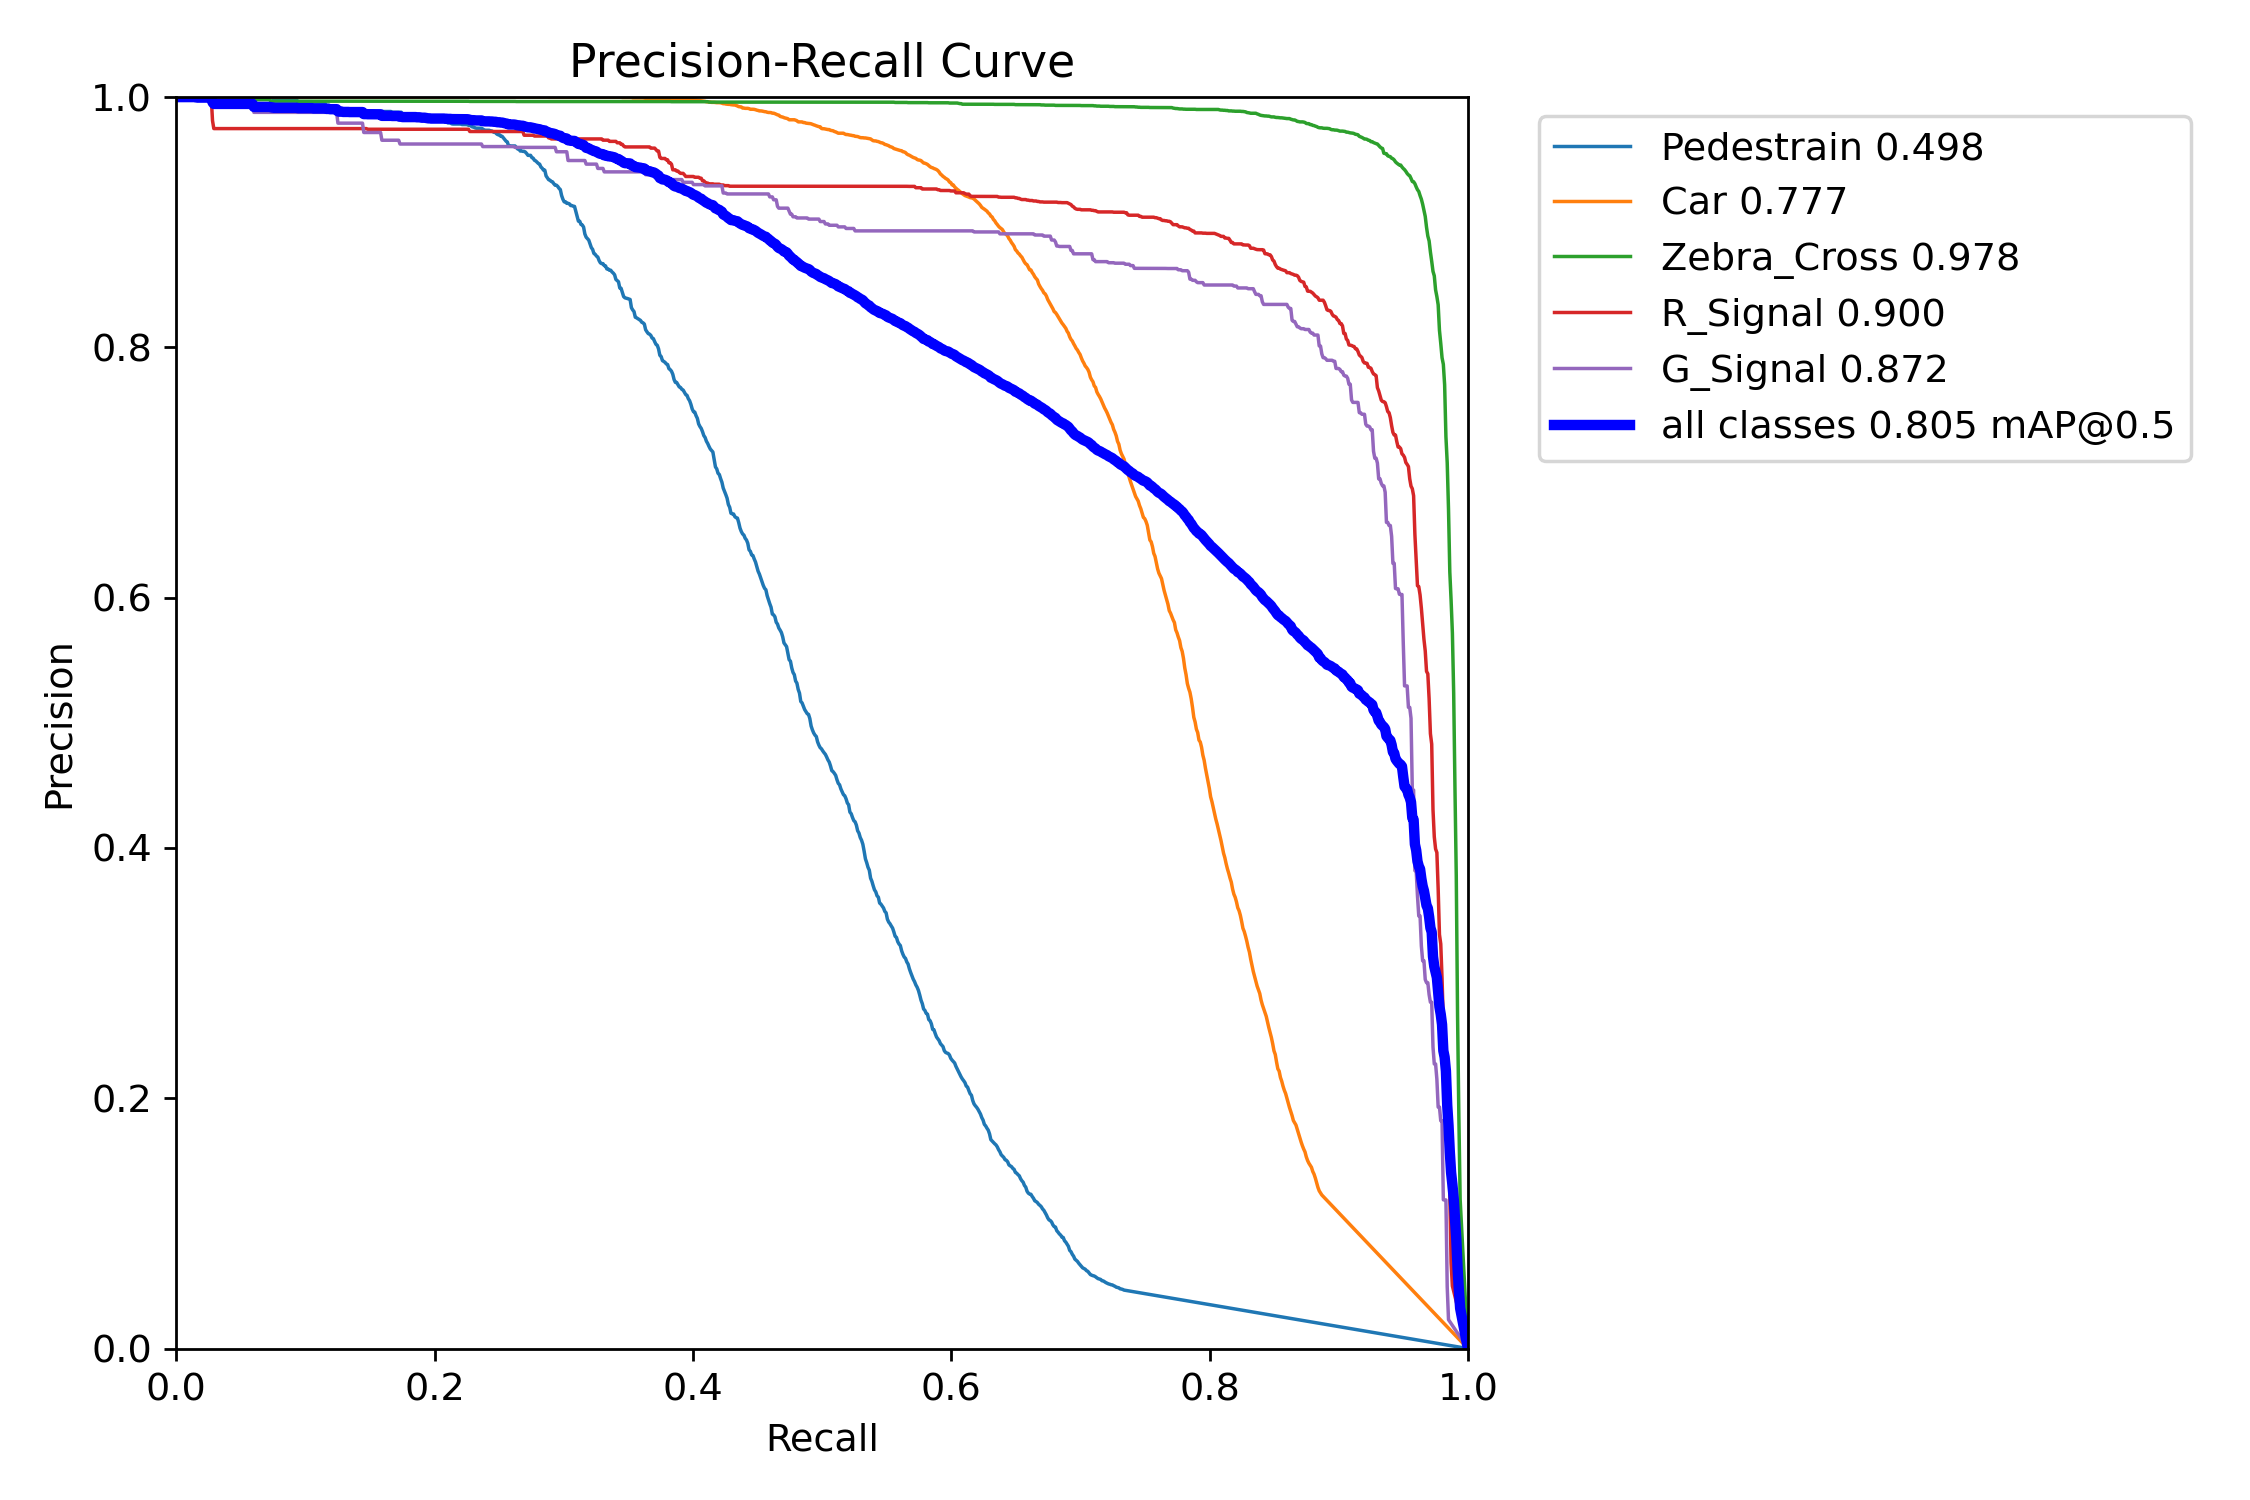 Precision-Recall Curve
1.0
0.8
0.6
0.4
0.2
0.0
Precision
0.0 0.2 0.4 0.6 0.8 1.0
Recall
Pedestrain 0.498
Car 0.777
Zebra_Cross 0.978
R_Signal 0.900
G_Signal 0.872
all classes 0.805 mAP@0.5